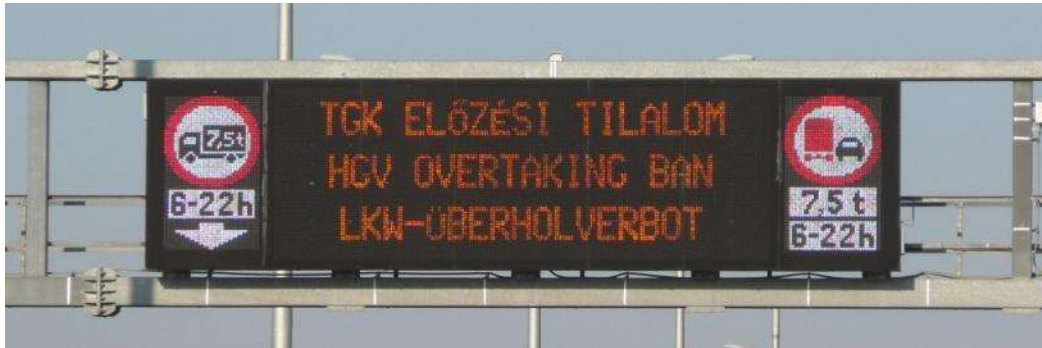 7,5t
6-22h
TGK ELŐZÉSI TILALOM
HGV OVERTAKING BAN
LKW-ÜBERHOLVERBOT
7,5 t
6-22h